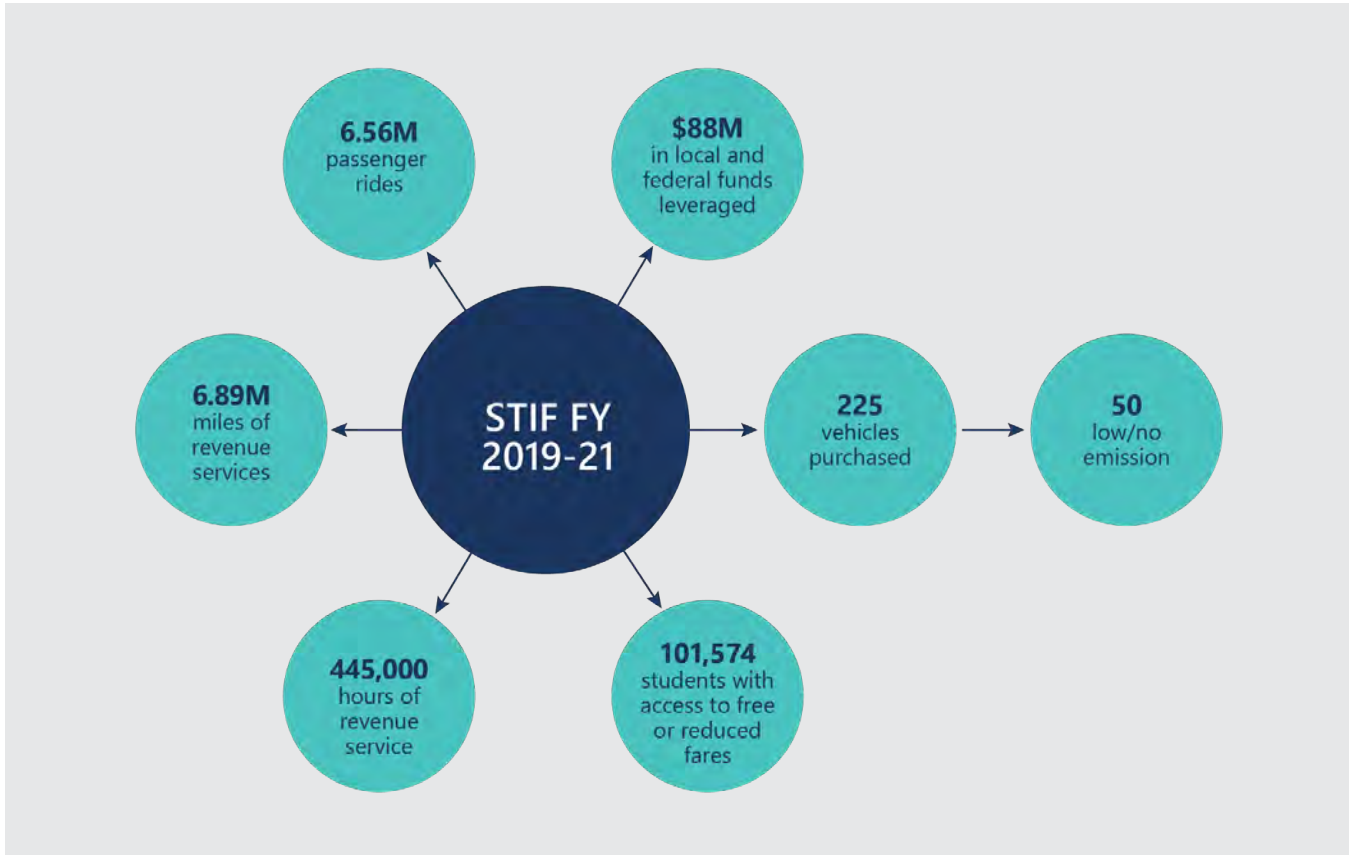 6.56M
passenger
rides
$88M
in local and
federal funds
leveraged
6.89M
miles of
revenue
services
STIF FY
2019-21
225
vehicles
purchased
50
low/no
emission
445,000
hours of
revenue
service
101,574
students with
access to free
or reduced
fares